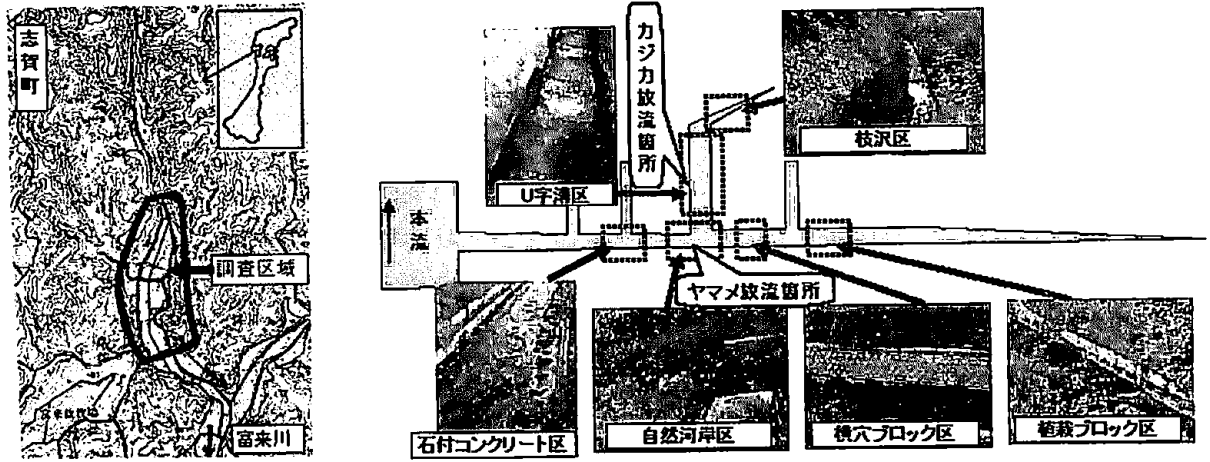 志賀町
調査区域
富来川
カジカ放流箇所
U字溝区
枝沢区
本流
ヤマメ放流箇所
石付コンクリート区
自然河岸区
横穴ブロック区
植栽ブロック区